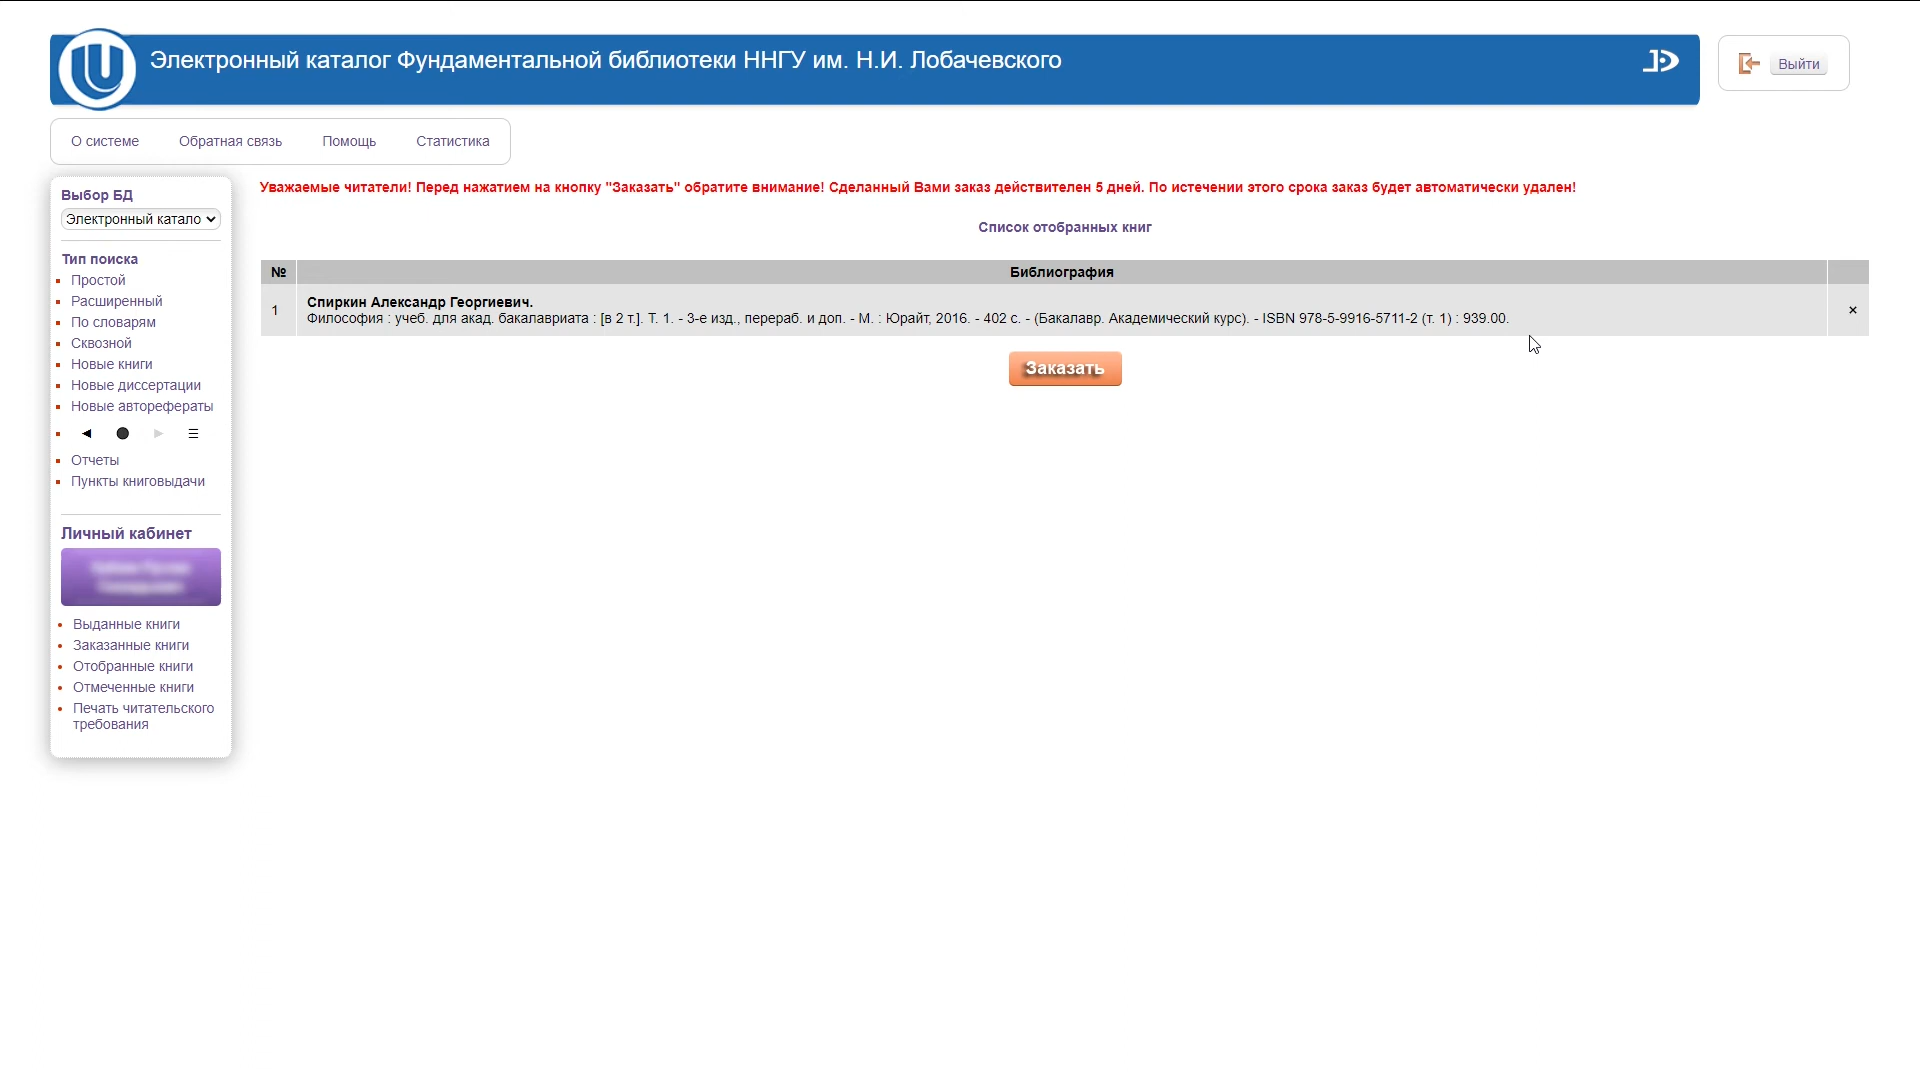 Электронный каталог Фундаментальной библиотеки ННГУ им. Н.И. Лобачевского
Выйти
О системе Обратная связь Помощь Статистика
Выбор БД
Электронный катало
Тип поиска
Простой
Расширенный
По словарям
Сквозной
Новые книги
Новые диссертации
Новые авторефераты
Отчеты
Пункты книговыдачи
Личный кабинет
Выданные книги
Заказанные книги
Отобранные книги
Отмеченные книги
Печать читательского
требования
Уважаемые читатели! Перед нажатием на кнопку "Заказать" обратите внимание! Сделанный Вами заказ действителен 5 дней. По истечении этого срока заказ будет автоматически удален!
Список отобранных книг
№ Библиография
1 Спиркин Александр Георгиевич.
Философия : учеб. для акад. бакалавриата : [в 2 т.]. Т. 1. - 3-е изд., перераб. и доп. - М. : Юрайт, 2016. - 402 с. - (Бакалавр. Академический курс). - ISBN 978-5-9916-5711-2 (т. 1) : 939.00.
×
Заказать